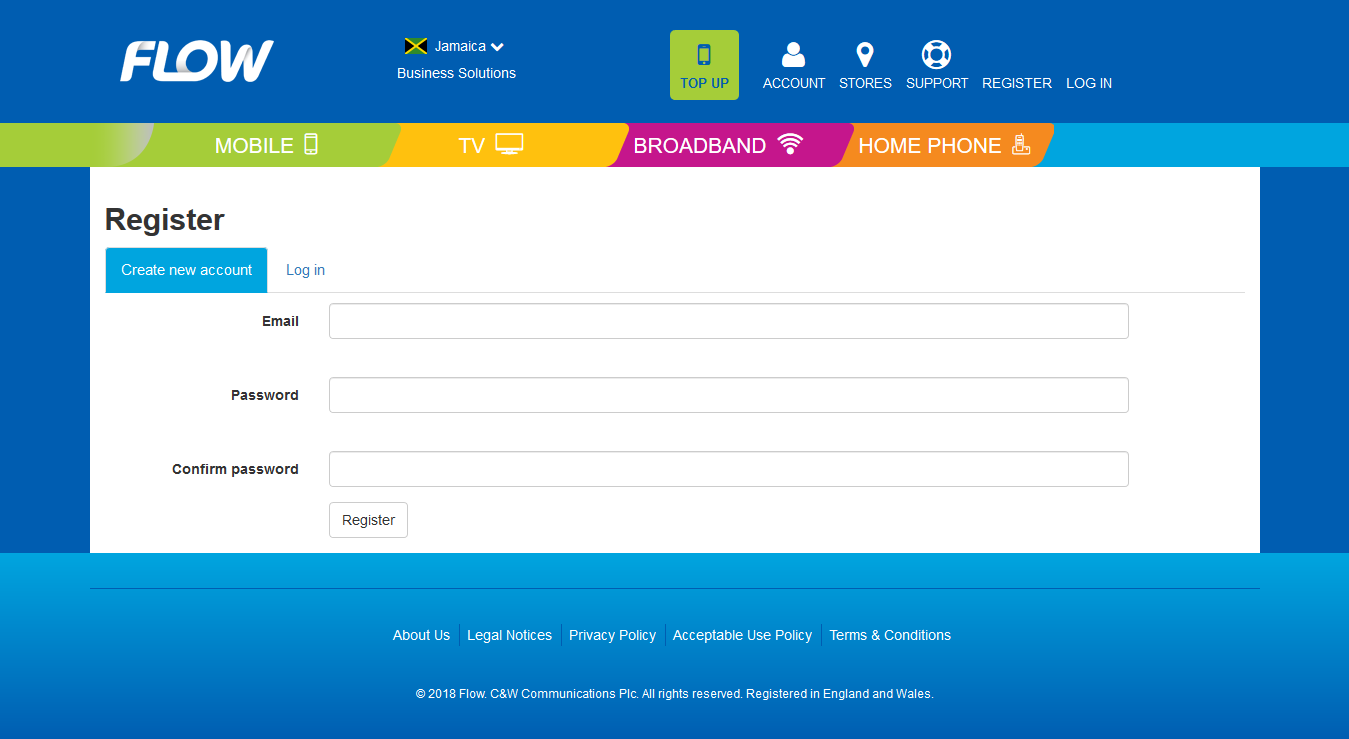 FLOW
Jamaica
Business Solutions
TOP UP
ACCOUNT
STORES
SUPPORT
REGISTER
LOG IN
MOBILE
TV
BROADBAND
HOME PHONE
Register
Create new account
Log in
Email
Password
Confirm password
Register
About Us
Legal Notices
Privacy Policy
Acceptable Use Policy
Terms & Conditions
© 2018 Flow. C&W Communications Plc. All rights reserved. Registered in England and Wales.